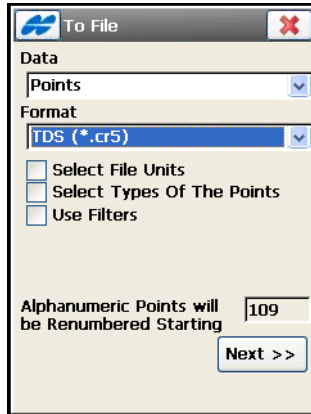 To File
Data
Points
Format
TDS (*.cr5)
Select File Units
Select Types Of The Points
Use Filters
Alphanumeric Points will
be Renumbered Starting
109
Next >>